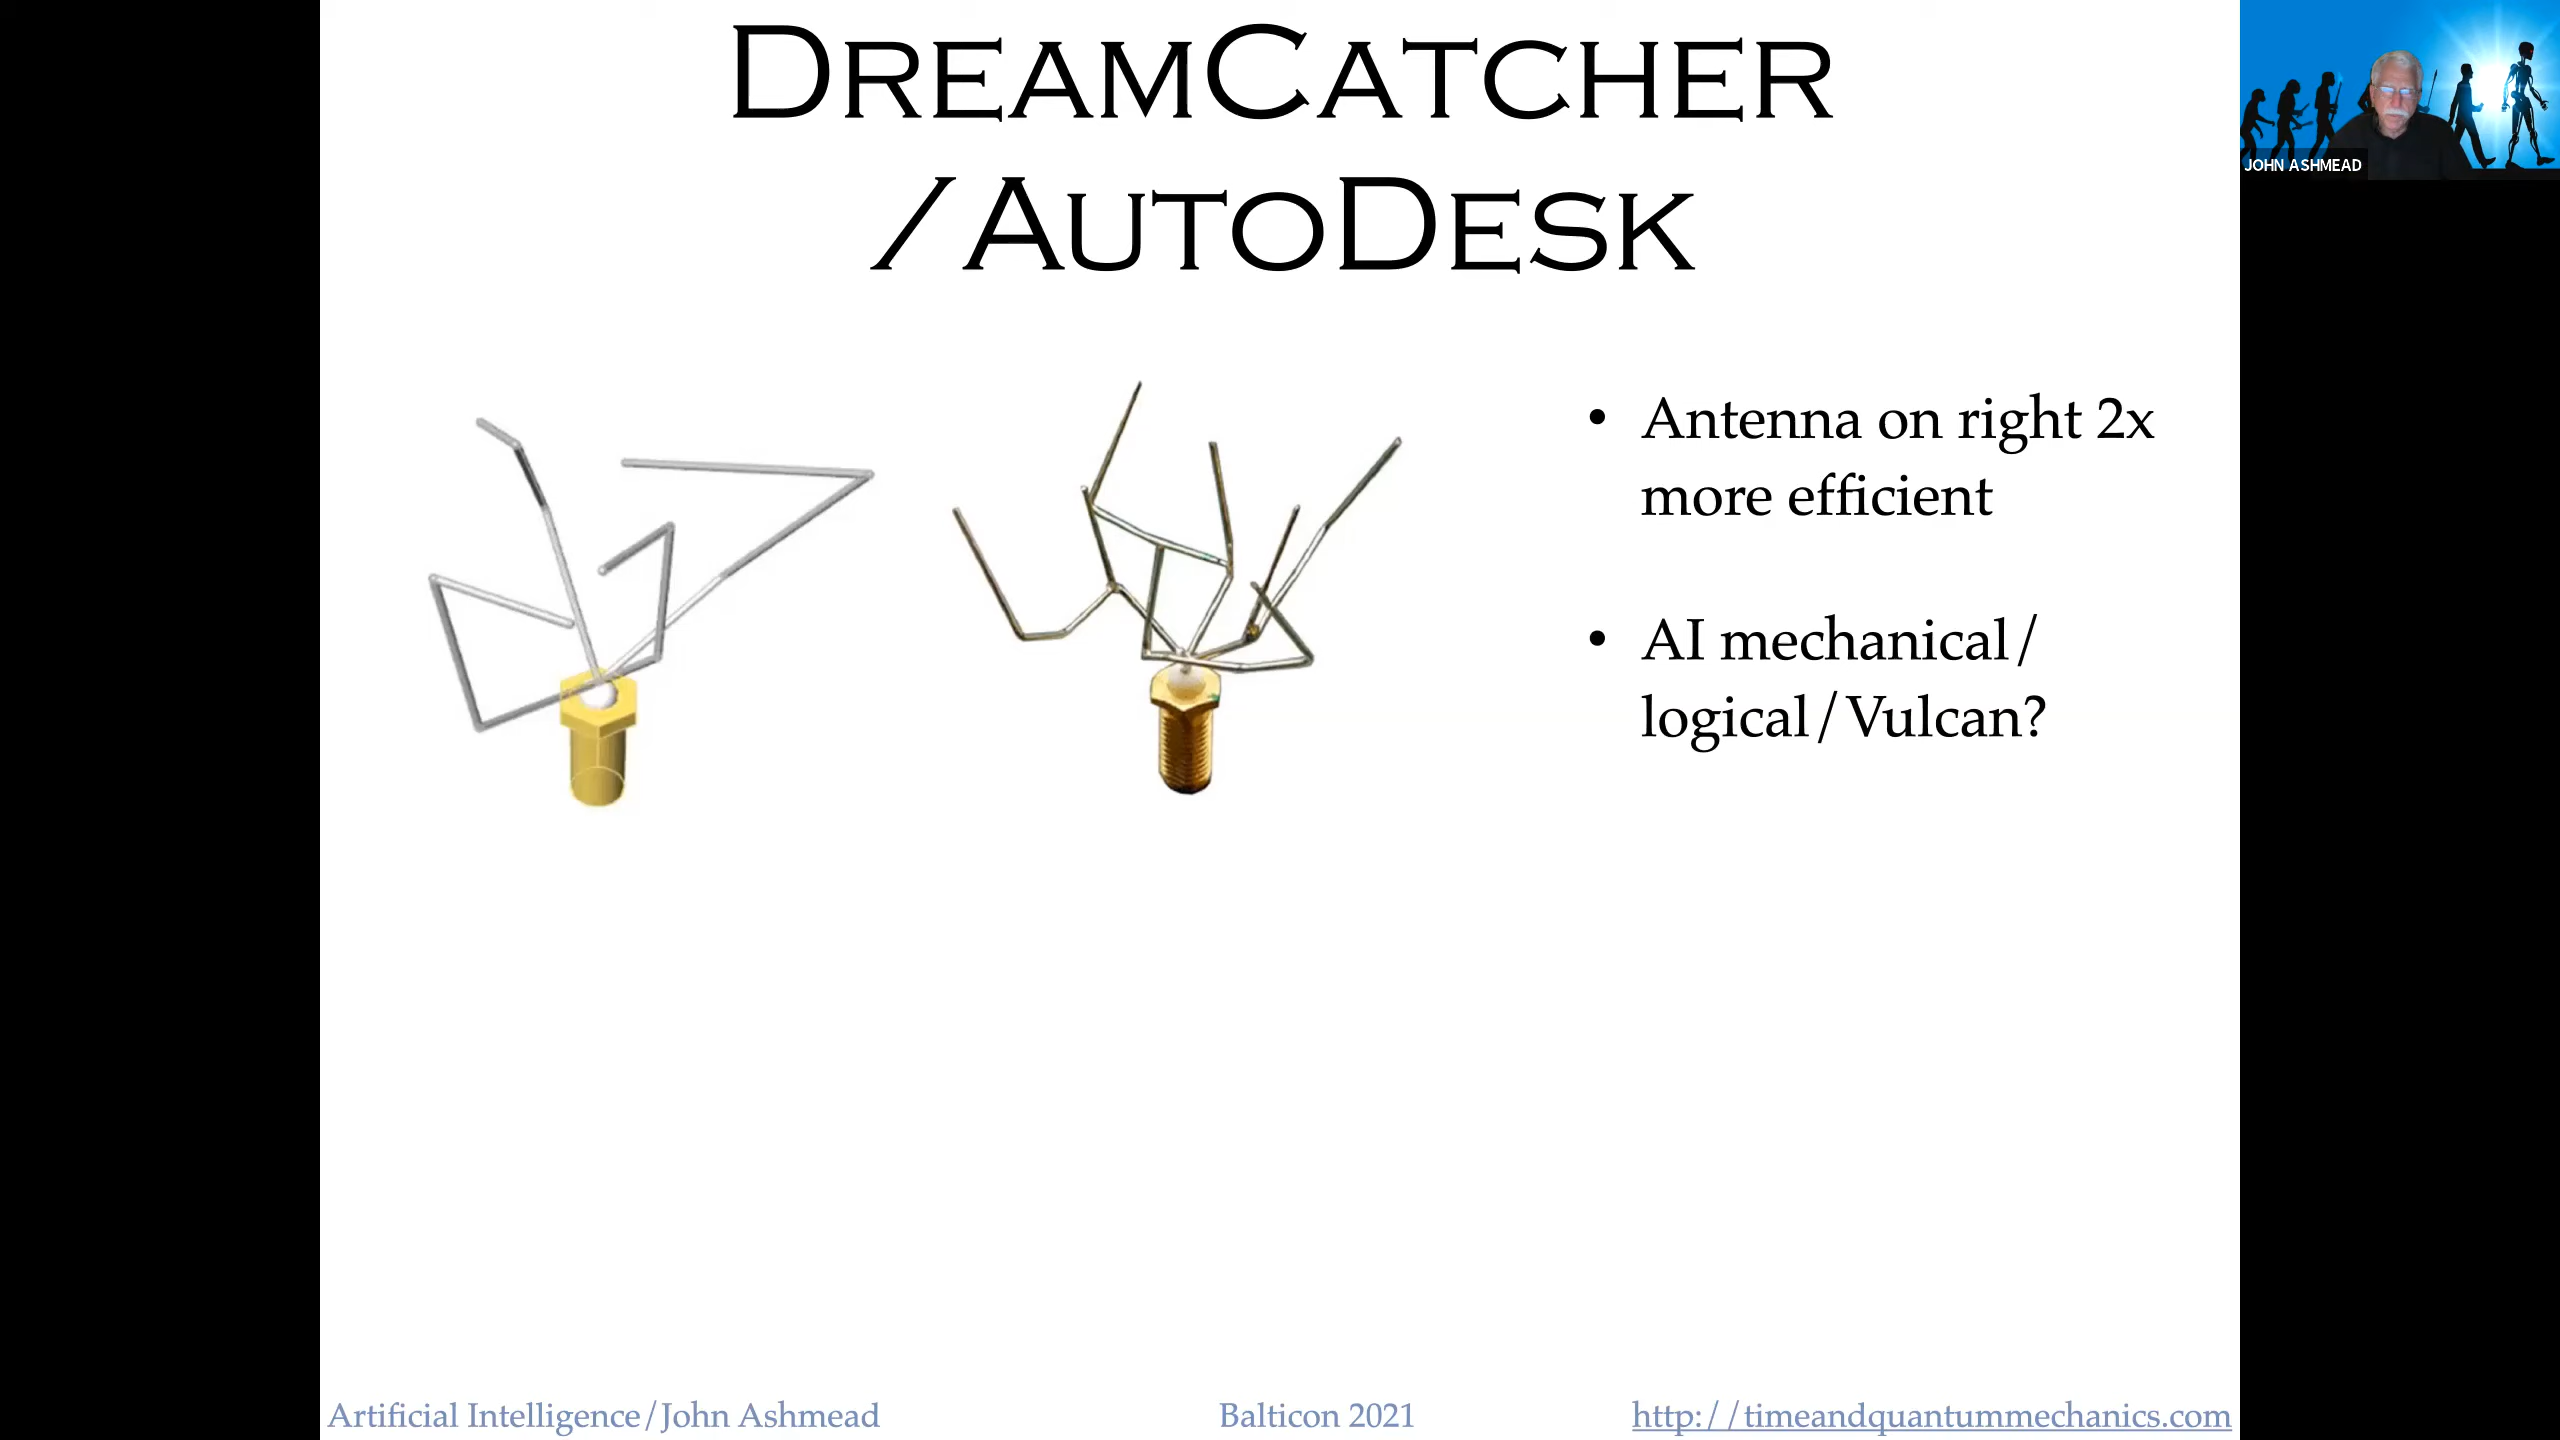 DREAMCATCHER
/AUTODESK
JOHN ASHMEAD
• Antenna on right 2x
more efficient
• AI mechanical/
logical/Vulcan?
Artificial Intelligence/John Ashmead
Balticon 2021
http://timeandquantummechanics.com